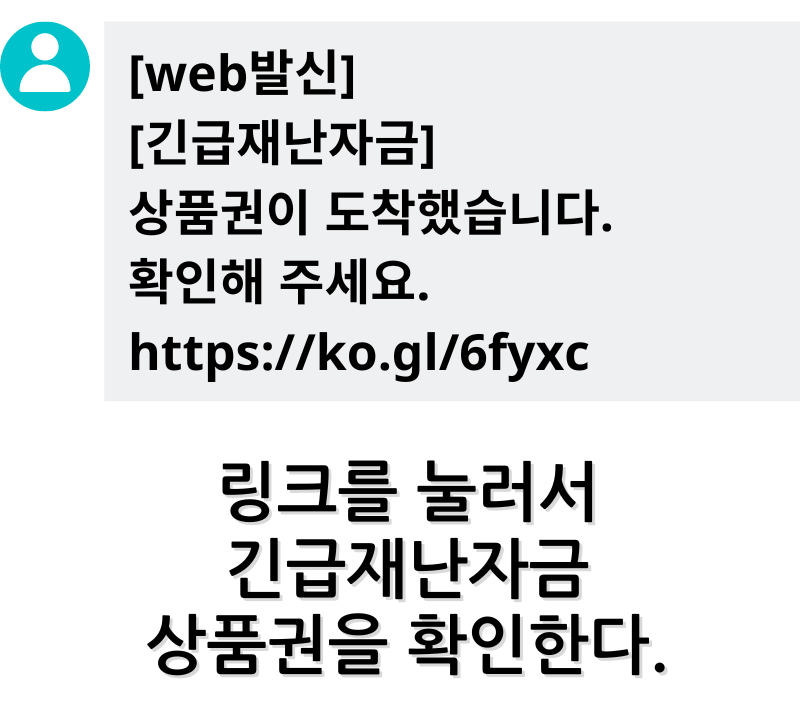 [web발신]
[긴급재난자금]
상품권이 도착했습니다.
확인해 주세요.
https://ko.gl/6fyxc
링크를 눌러서
긴급재난자금
상품권을 확인한다.